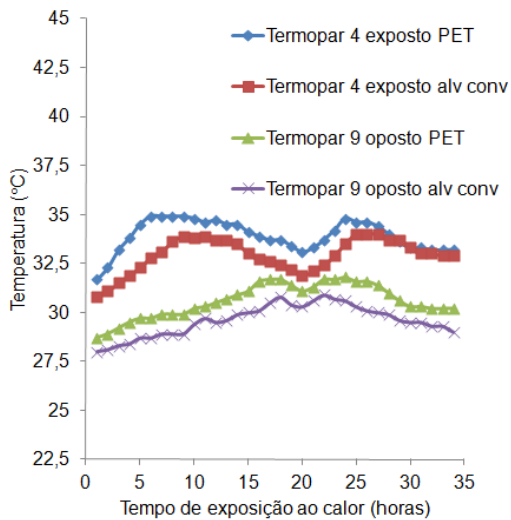 45
42,5
40
37,5
35
32,5
30
27,5
25
22,5
Temperatura (ºC)
Termopar 4 exposto PET
Termopar 4 exposto alv conv
Termopar 9 oposto PET
Termopar 9 oposto alv conv
0 5 10 15 20 25 30 35
Tempo de exposição ao calor (horas)